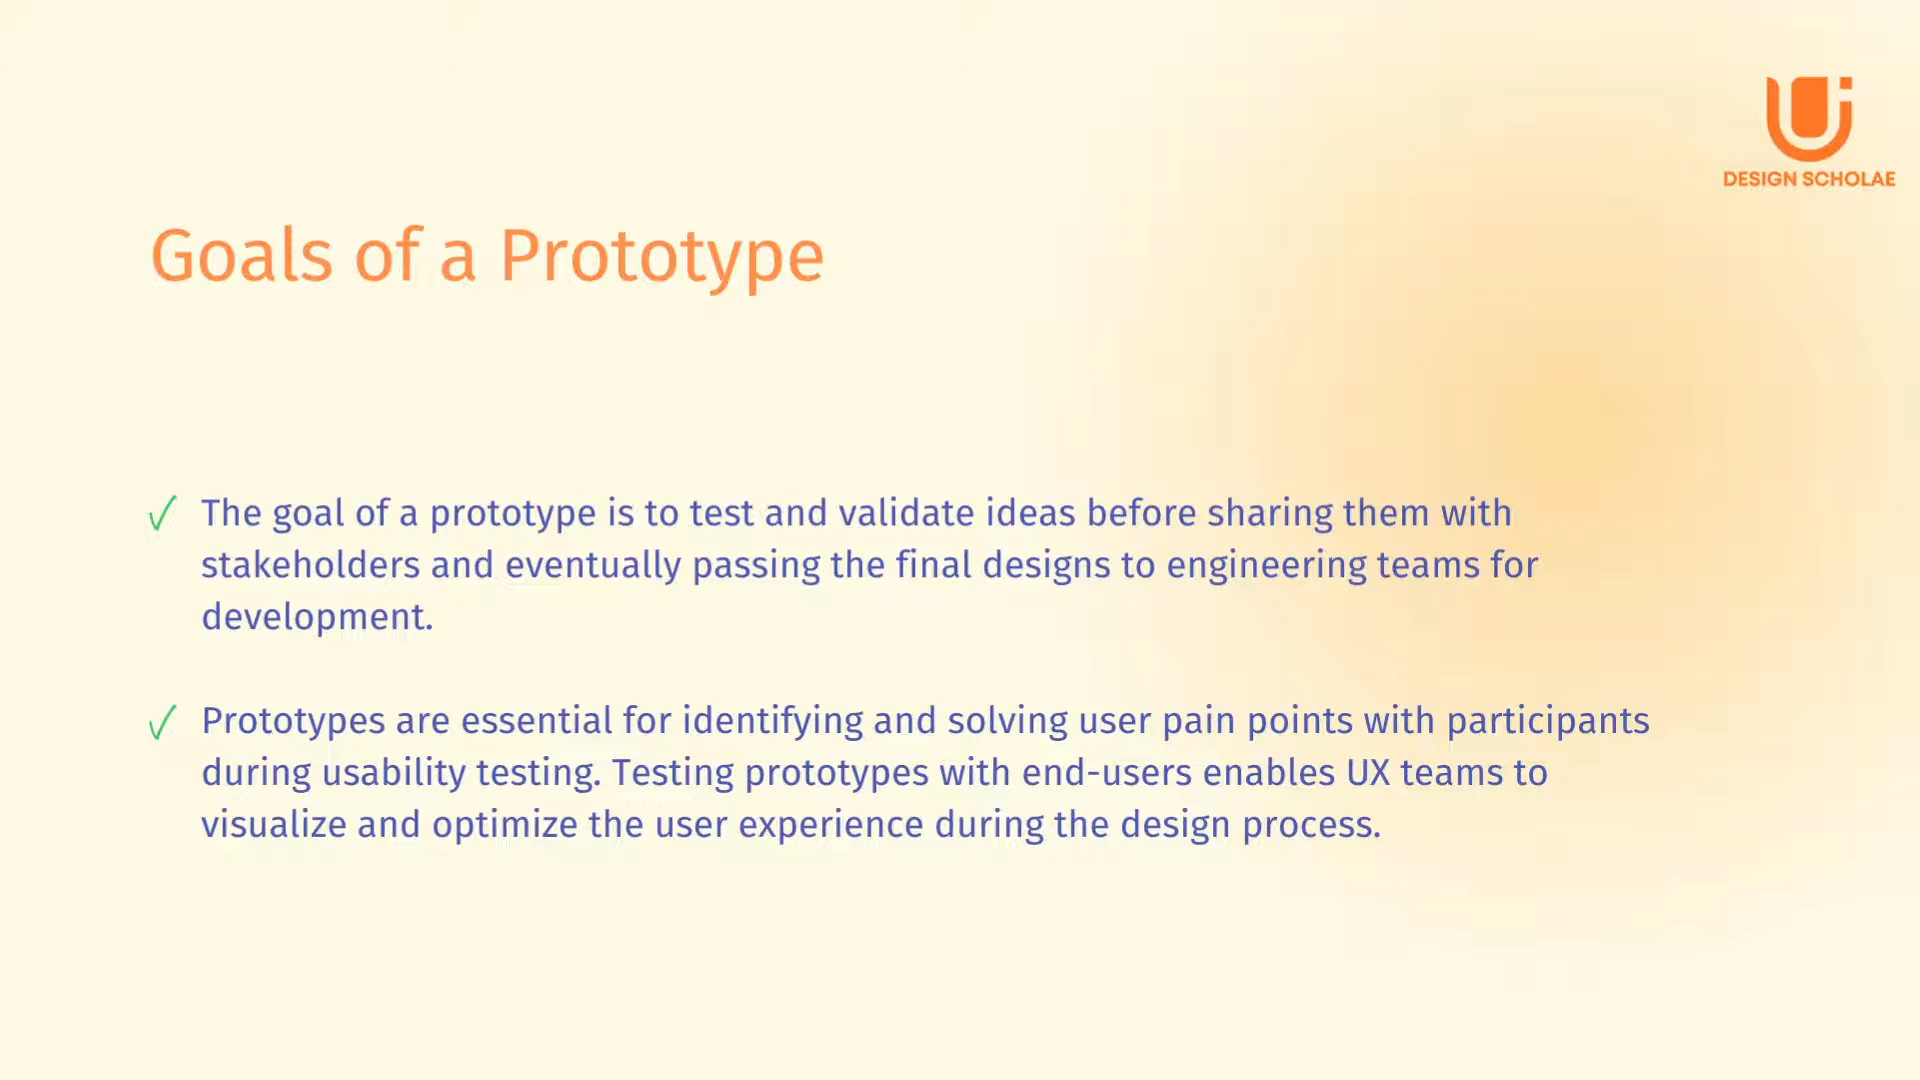 DESIGN SCHOLAE
Goals of a Prototype
✓ The goal of a prototype is to test and validate ideas before sharing them with
stakeholders and eventually passing the final designs to engineering teams for
development.
✓ Prototypes are essential for identifying and solving user pain points with participants
during usability testing. Testing prototypes with end-users enables UX teams to
visualize and optimize the user experience during the design process.